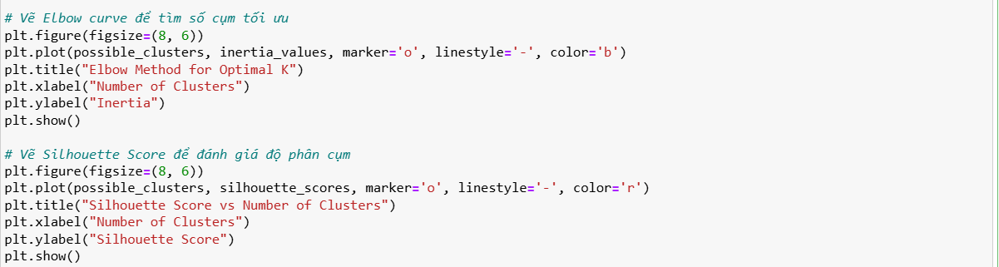 # Vẽ Elbow curve để tìm số cụm tối ưu
plt.figure(figsize=(8, 6))
plt.plot(possible_clusters, inertia_values, marker='o', linestyle='-', color='b')
plt.title("Elbow Method for Optimal K")
plt.xlabel("Number of Clusters")
plt.ylabel("Inertia")
plt.show()

# Vẽ Silhouette Score để đánh giá độ phân cụm
plt.figure(figsize=(8, 6))
plt.plot(possible_clusters, silhouette_scores, marker='o', linestyle='-', color='r')
plt.title("Silhouette Score vs Number of Clusters")
plt.xlabel("Number of Clusters")
plt.ylabel("Silhouette Score")
plt.show()